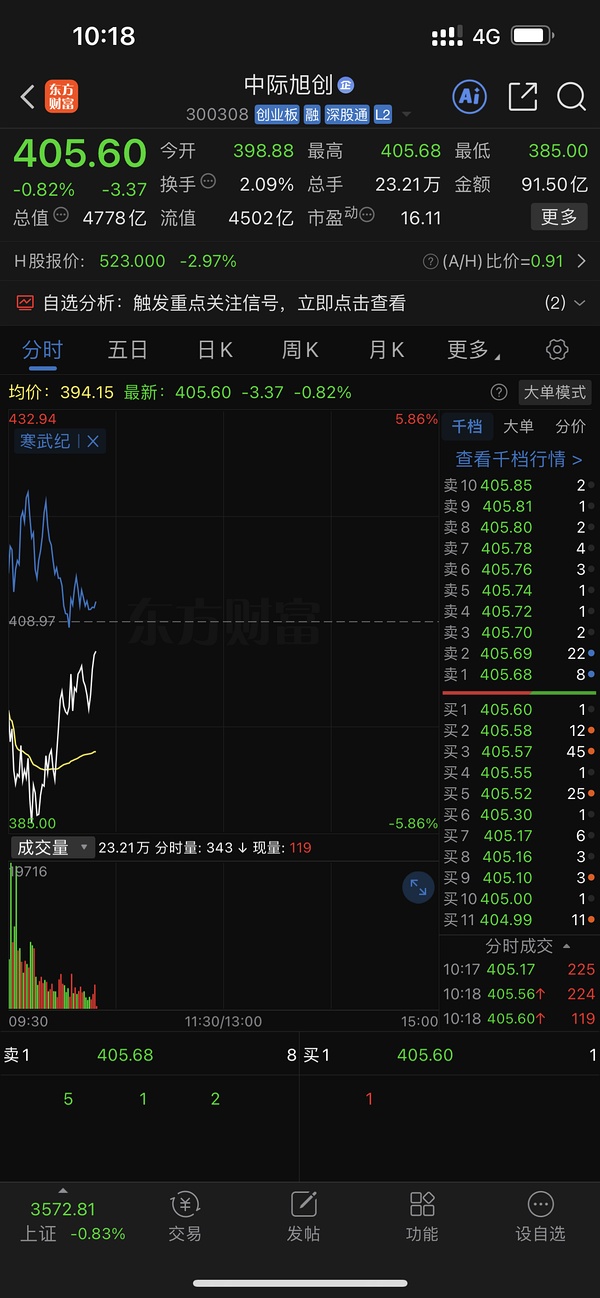 10:18 4G
东方财富 中际旭创 企 Ai
300308 创业板 融 深股通 L2
405.60 今开 398.88 最高 405.68 最低 385.00
-0.82% -3.37 换手 2.09% 总手 23.21万 金额 91.50亿
总值 4778亿 流值 4502亿 市盈动 16.11 更多
H股报价: 523.000 -2.97% ? (A/H)比价=0.91 >
自选分析: 触发重点关注信号，立即点击查看 (2)
分时 五日 日K 周K 月K 更多
均价: 394.15 最新: 405.60 -3.37 -0.82% ? 大单模式
432.94 5.86%
寒武纪 | X
408.97
东方财富
385.00 -5.86%
成交量 23.21万 分时量: 343↓ 现量: 119
19716
09:30 11:30/13:00 15:00
千档 大单 分价
查看千档行情 >
卖10 405.85 2
卖9 405.81 1
卖8 405.80 2
卖7 405.78 4
卖6 405.76 3
卖5 405.74 1
卖4 405.72 1
卖3 405.70 2
卖2 405.69 22
卖1 405.68 8
买1 405.60 1
买2 405.58 12
买3 405.57 45
买4 405.55 1
买5 405.52 25
买6 405.30 1
买7 405.17 6
买8 405.16 3
买9 405.10 3
买10 405.00 1
买11 404.99 11
分时成交
10:17 405.17 225
10:18 405.56↑ 224
10:18 405.60↑ 119
卖1 405.68 8 买1 405.60 1
5 1 2 1
3572.81
上证 -0.83% 交易 发帖 功能 设自选